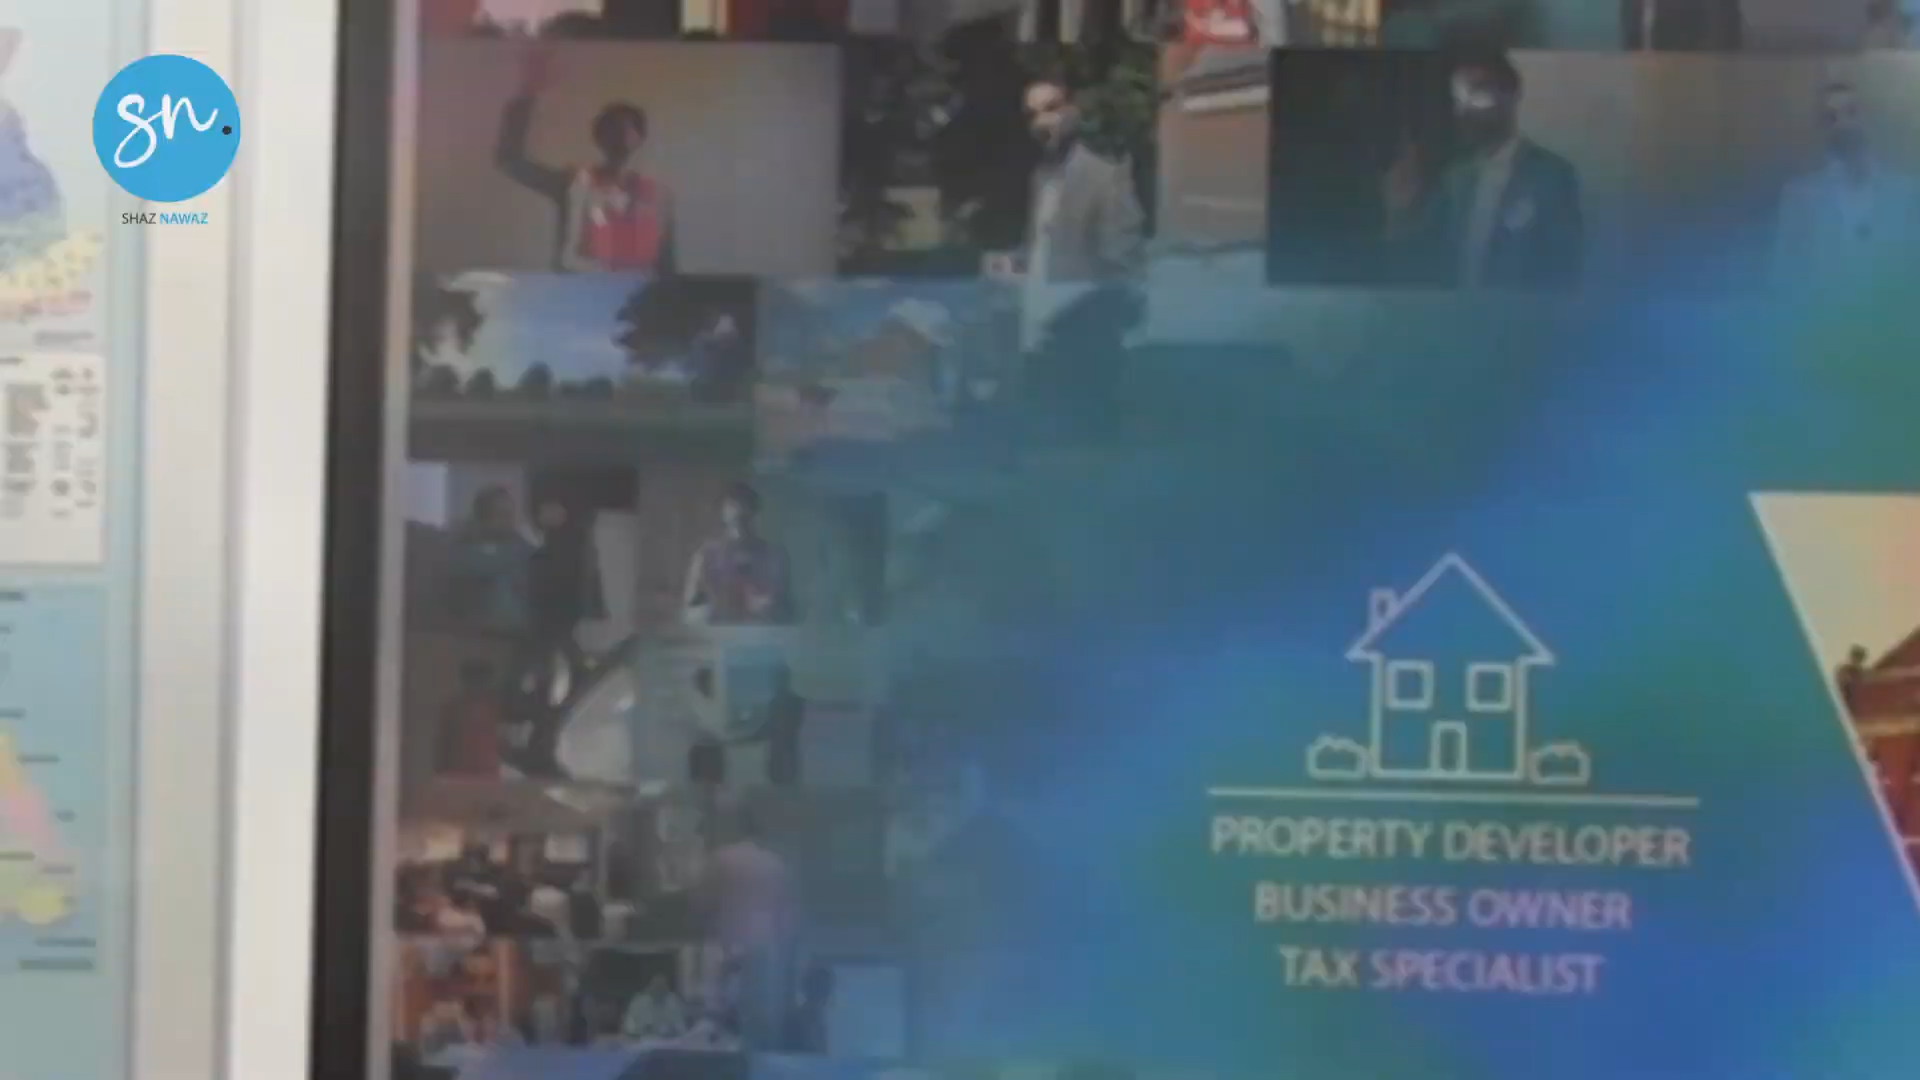 sn.
SHAZ NAWAZ
PROPERTY DEVELOPER
BUSINESS OWNER
TAX SPECIALIST